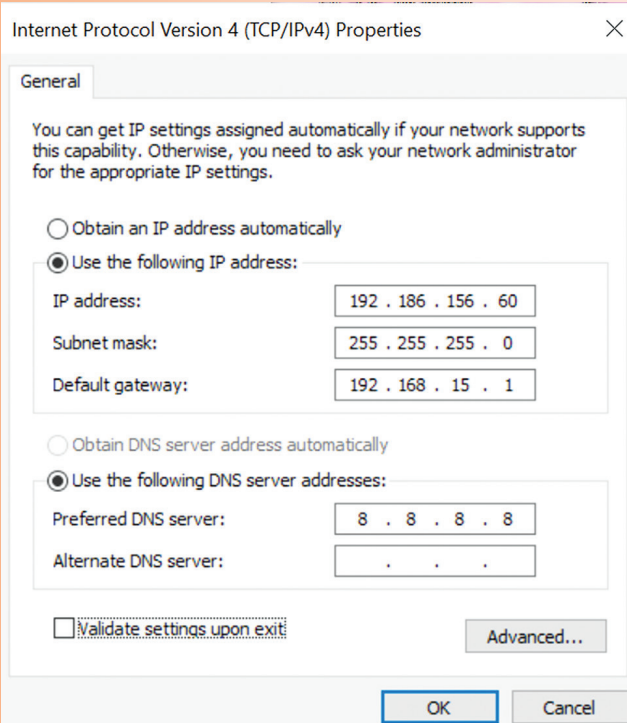 Internet Protocol Version 4 (TCP/IPv4) Properties
General
You can get IP settings assigned automatically if your network supports
this capability. Otherwise, you need to ask your network administrator
for the appropriate IP settings.
Obtain an IP address automatically
Use the following IP address:
IP address: 192 . 186 . 156 . 60
Subnet mask: 255 . 255 . 255 . 0
Default gateway: 192 . 168 . 15 . 1
Obtain DNS server address automatically
Use the following DNS server addresses:
Preferred DNS server: 8 . 8 . 8 . 8
Alternate DNS server: . . .
Validate settings upon exit
Advanced...
OK Cancel